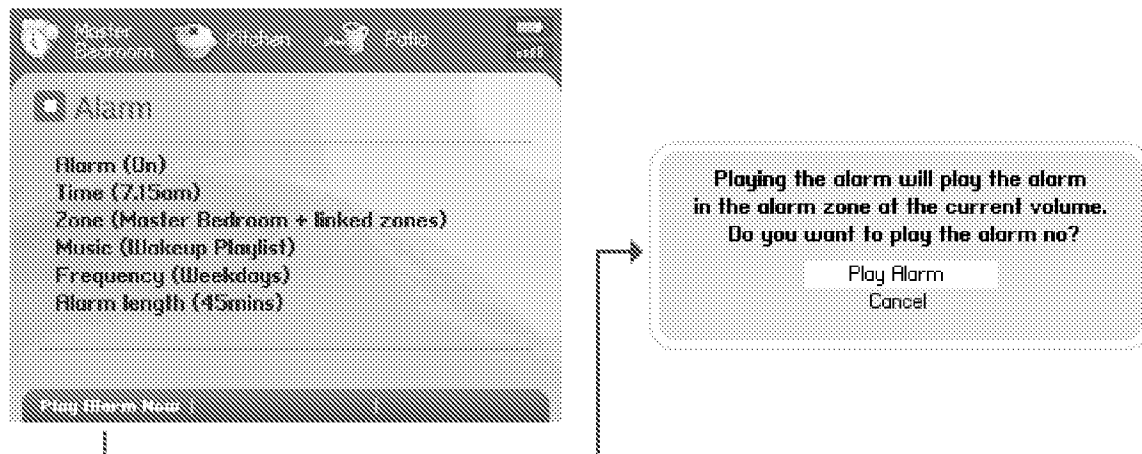 Master
Bedroom
Kitchen
Patio
Alarm
Alarm (On)
Time (7.15am)
Zone (Master Bedroom + linked zones)
Music (Wakeup Playlist)
Frequency (Weekdays)
Alarm length (45mins)
Play Alarm Now
Playing the alarm will play the alarm
in the alarm zone at the current volume.
Do you want to play the alarm no?
Play Alarm
Cancel